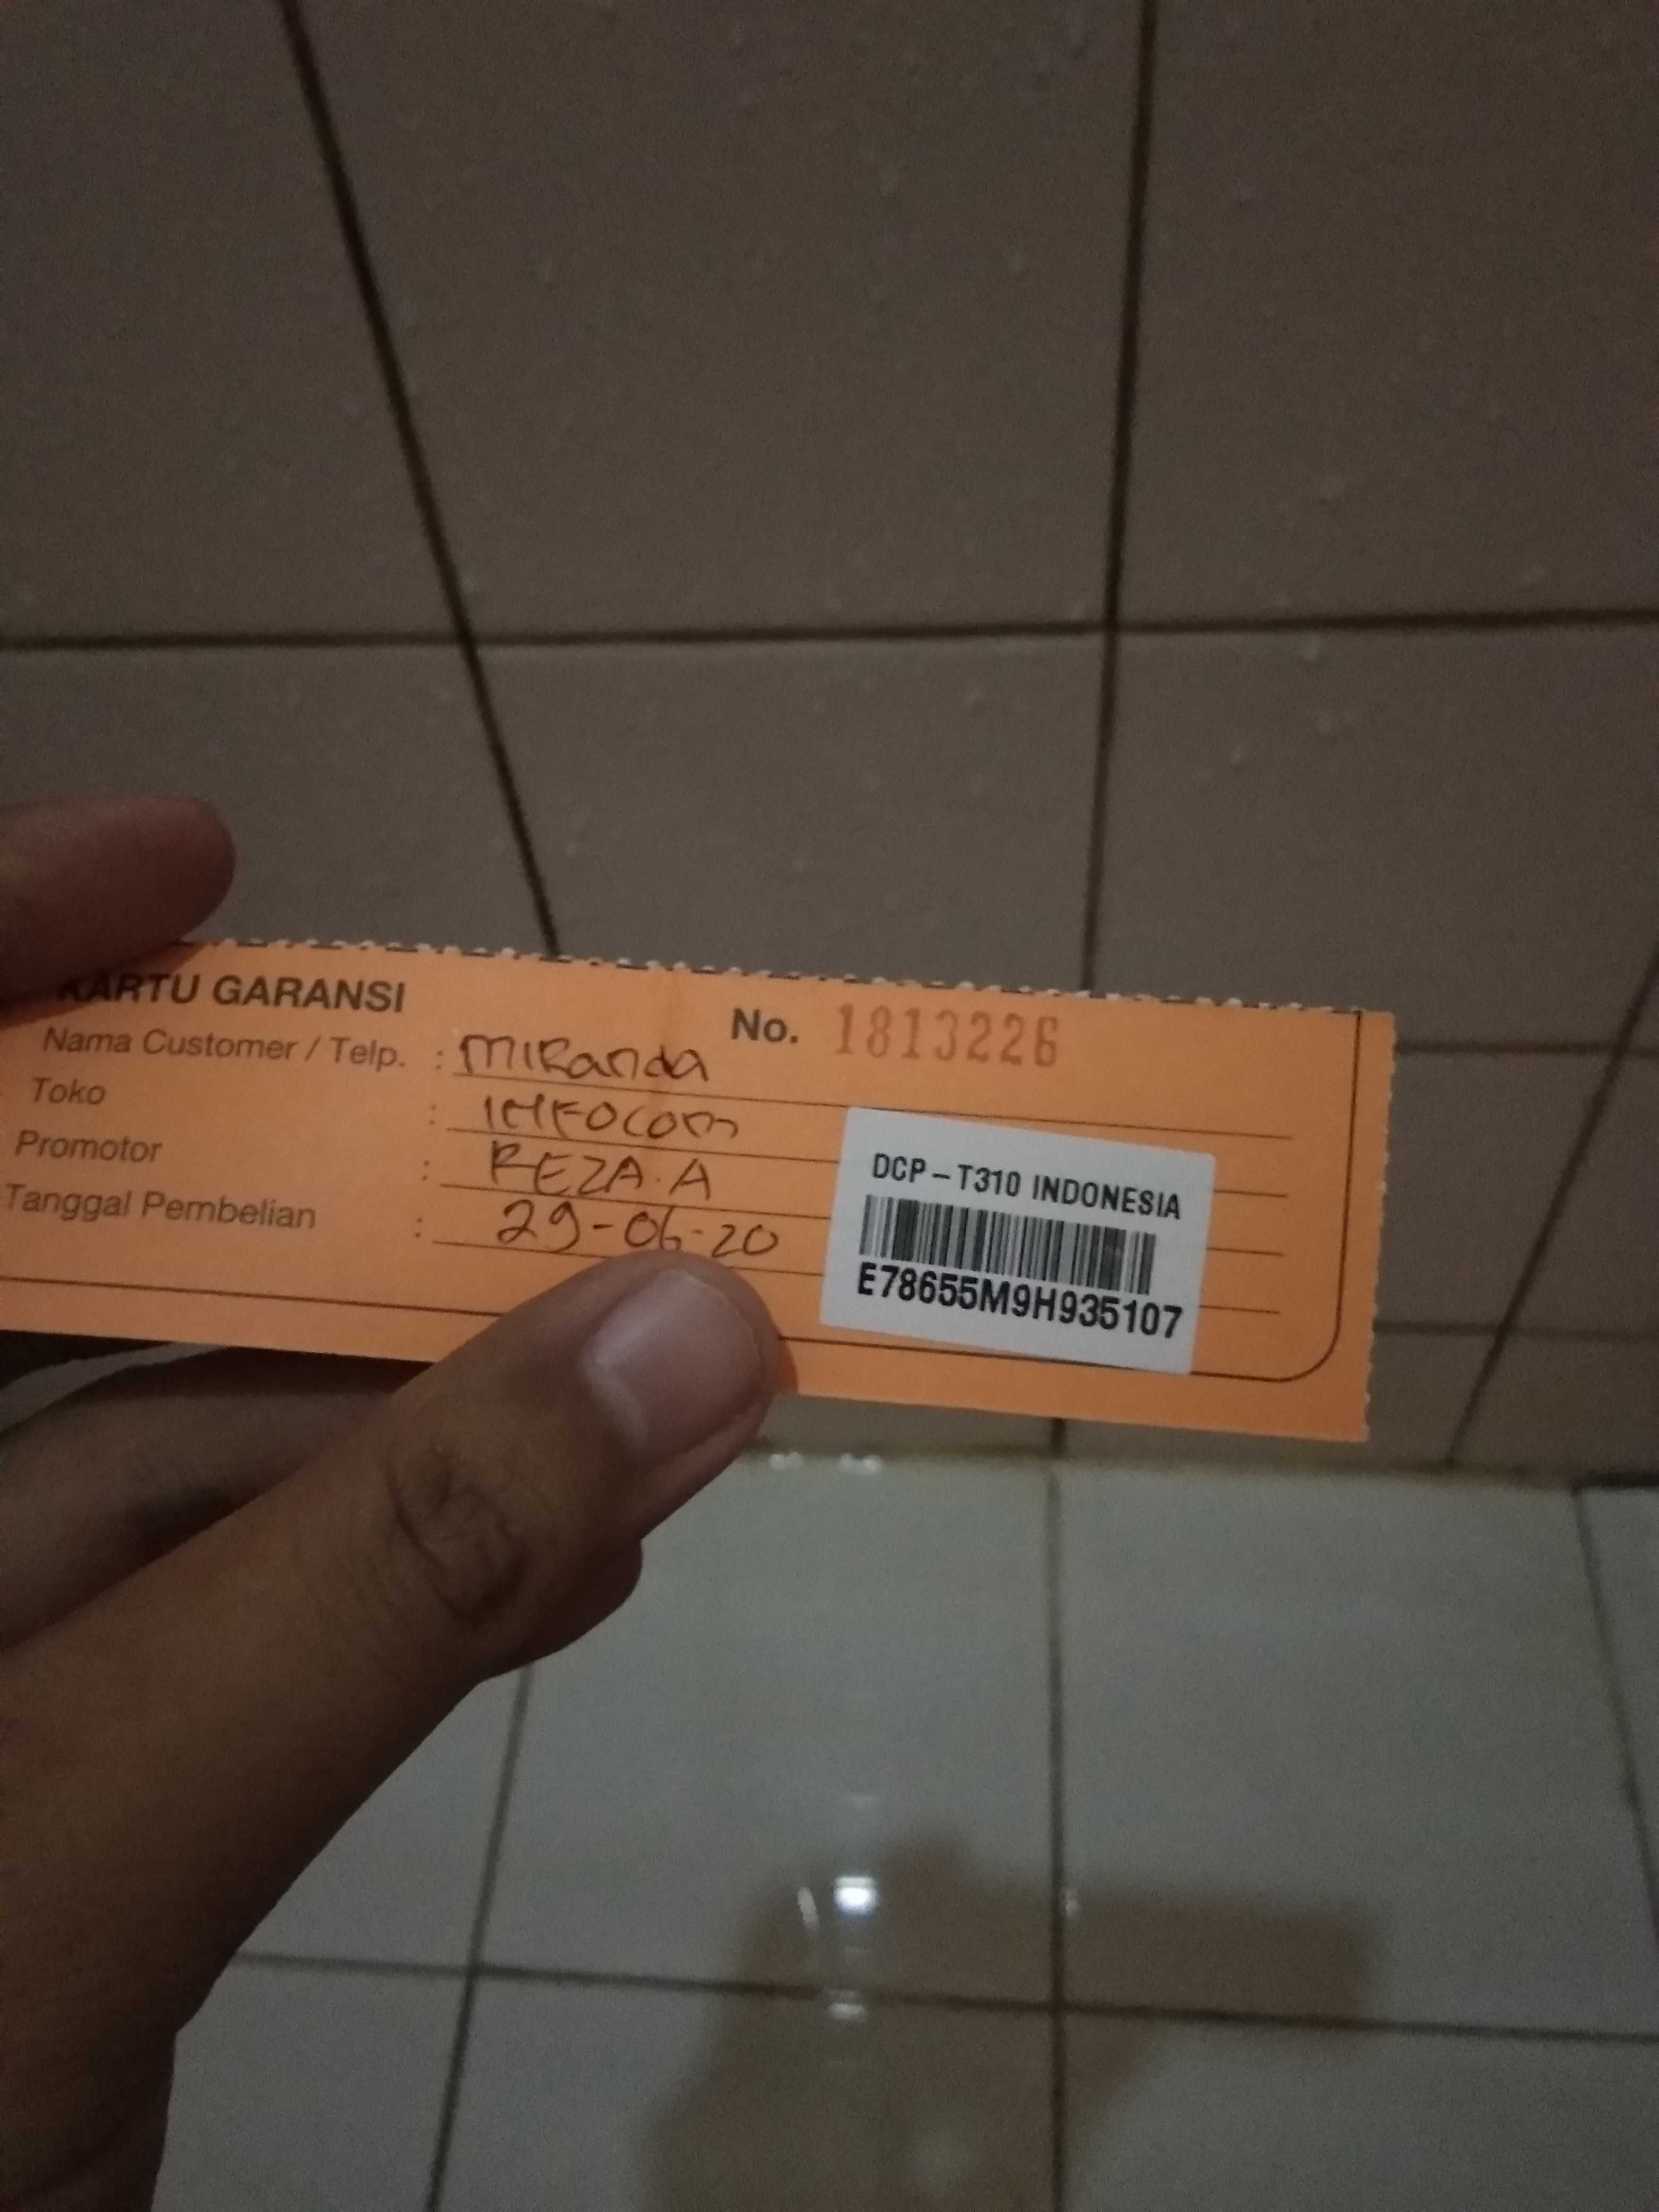 KARTU GARANSI
No. 1813226
Nama Customer / Telp. : MIRanda
Toko : INFOCOM
Promotor : REZA.A
Tanggal Pembelian : 29-06-20
DCP-T310 INDONESIA
E78655M9H935107